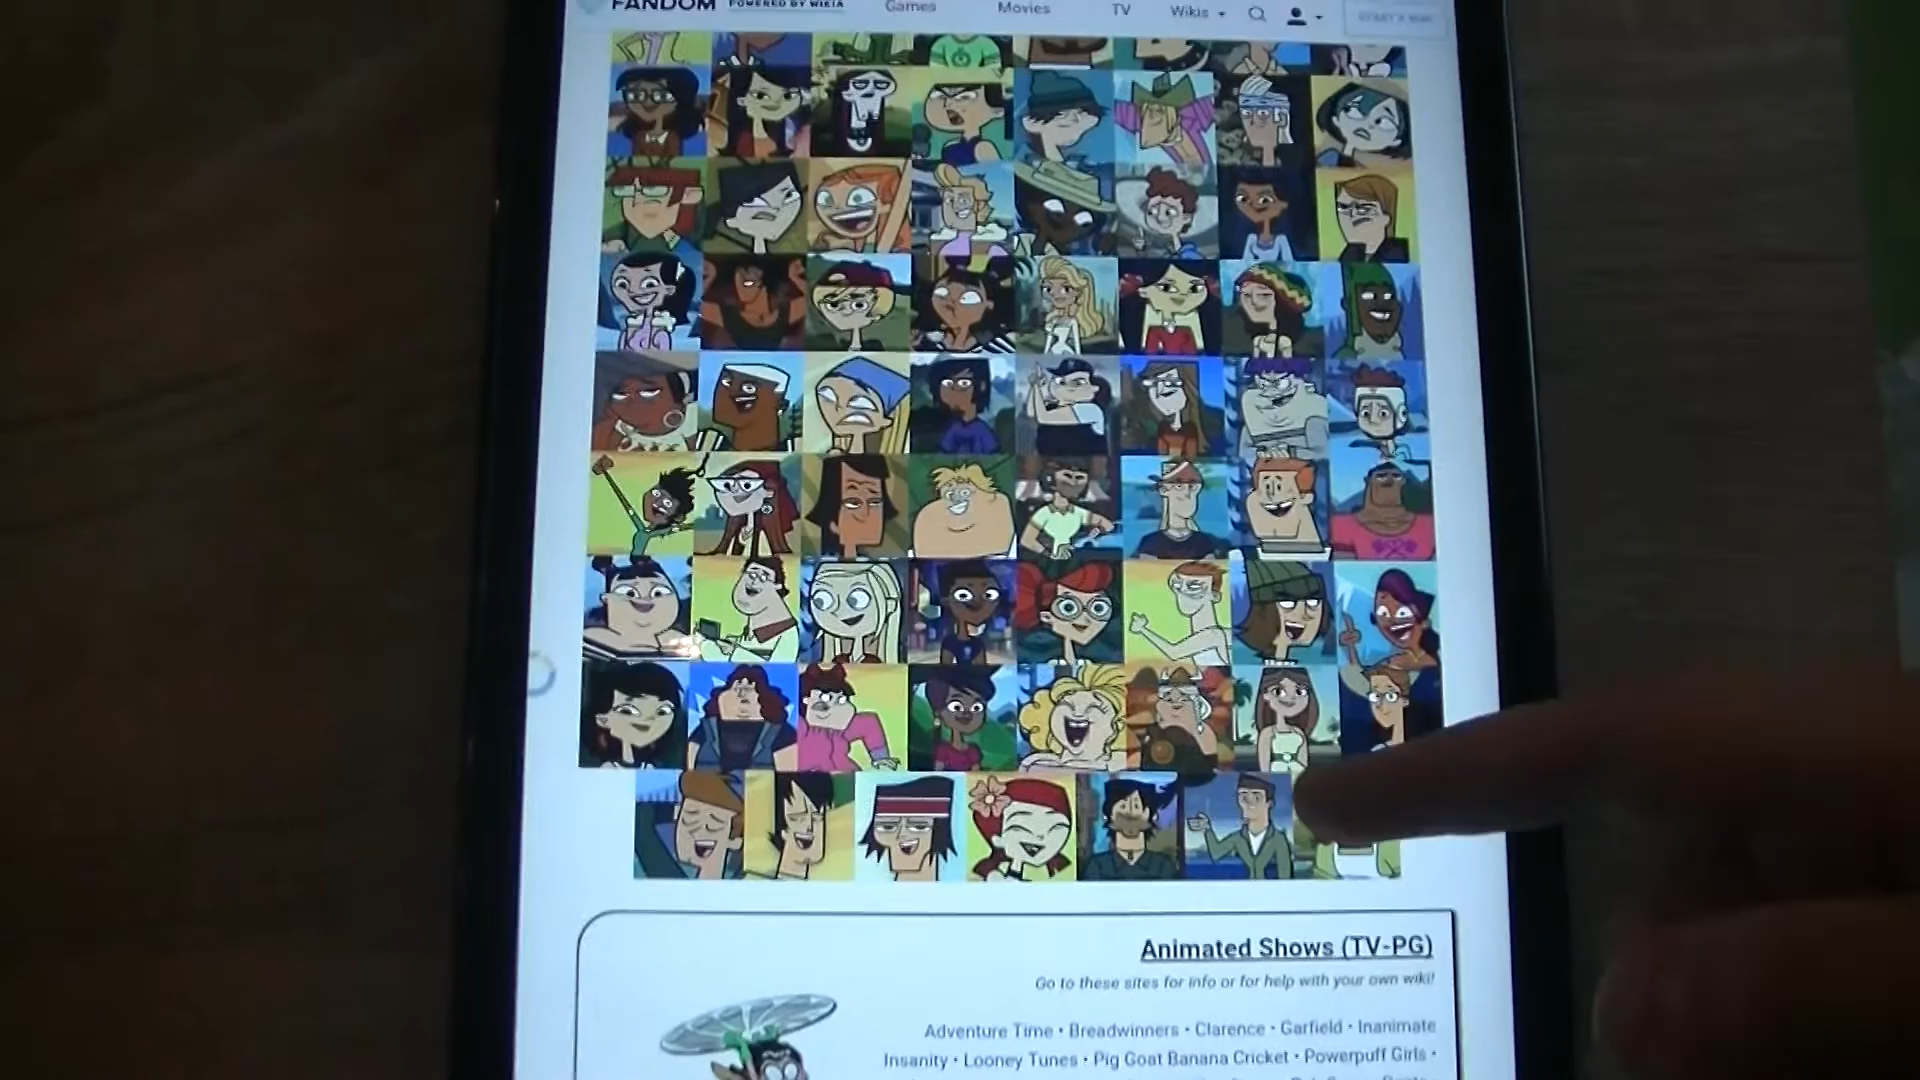 FANDOM POWERED BY WIKIA Games Movies TV Wikis START A WIKI
Animated Shows (TV-PG)
Go to these sites for info or for help with your own wiki!
Adventure Time • Breadwinners • Clarence • Garfield • Inanimate
Insanity • Looney Tunes • Pig Goat Banana Cricket • Powerpuff Girls •